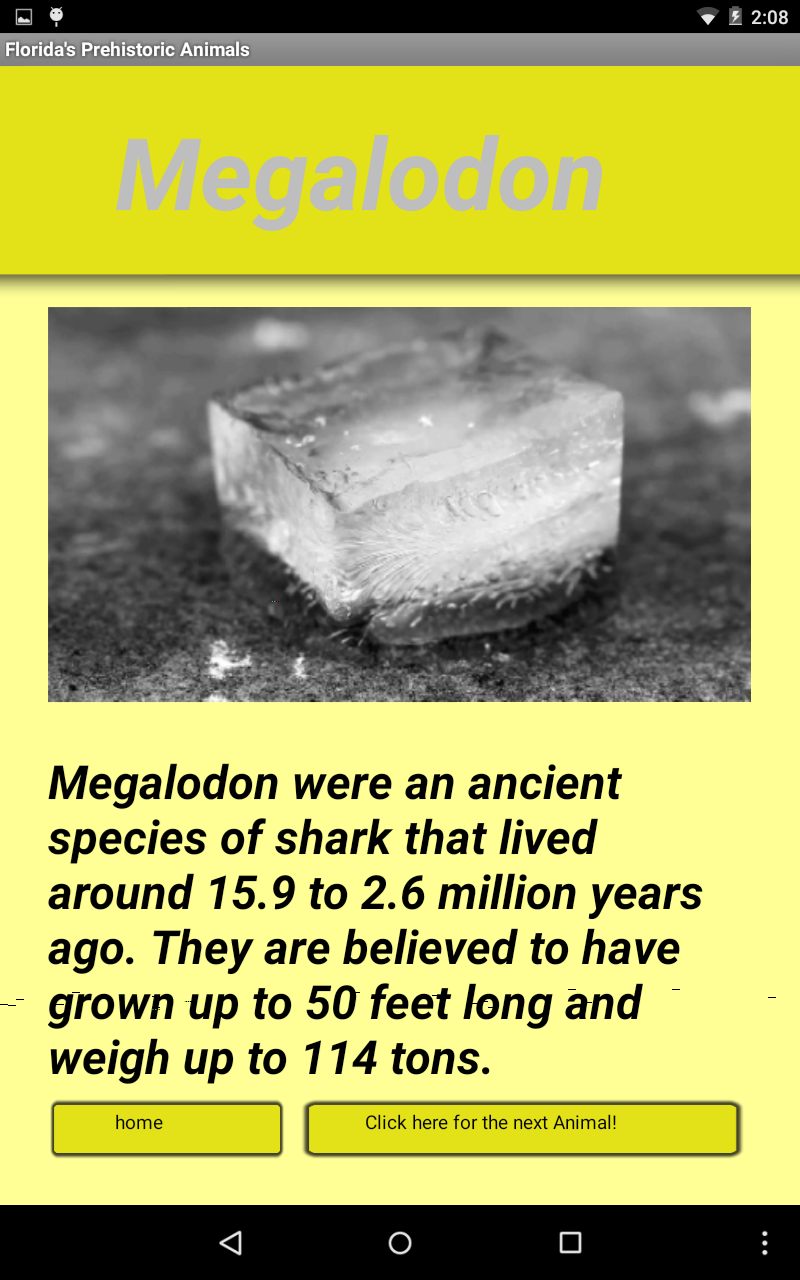 2:08
Florida's Prehistoric Animals
Megalodon
Megalodon were an ancient
species of shark that lived
around 15.9 to 2.6 million years
ago. They are believed to have
grown up to 50 feet long and
weigh up to 114 tons.
home
Click here for the next Animal!